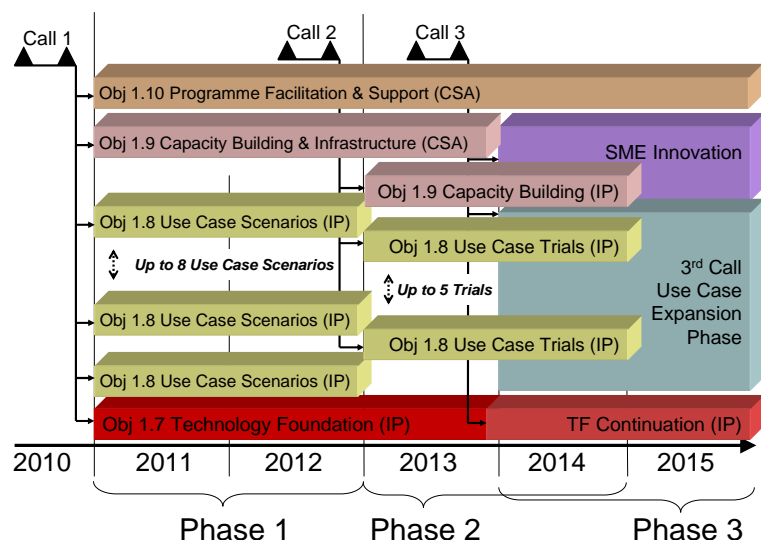 Call 1
Call 2
Call 3
Obj 1.10 Programme Facilitation & Support (CSA)
Obj 1.9 Capacity Building & Infrastructure (CSA)
SME Innovation
Obj 1.9 Capacity Building (IP)
Obj 1.8 Use Case Scenarios (IP)
Obj 1.8 Use Case Trials (IP)
Up to 8 Use Case Scenarios
Up to 5 Trials
3rd Call
Use Case
Expansion
Phase
Obj 1.8 Use Case Scenarios (IP)
Obj 1.8 Use Case Trials (IP)
Obj 1.8 Use Case Scenarios (IP)
Obj 1.7 Technology Foundation (IP)
TF Continuation (IP)
2010
2011
2012
2013
2014
2015
Phase 1
Phase 2
Phase 3